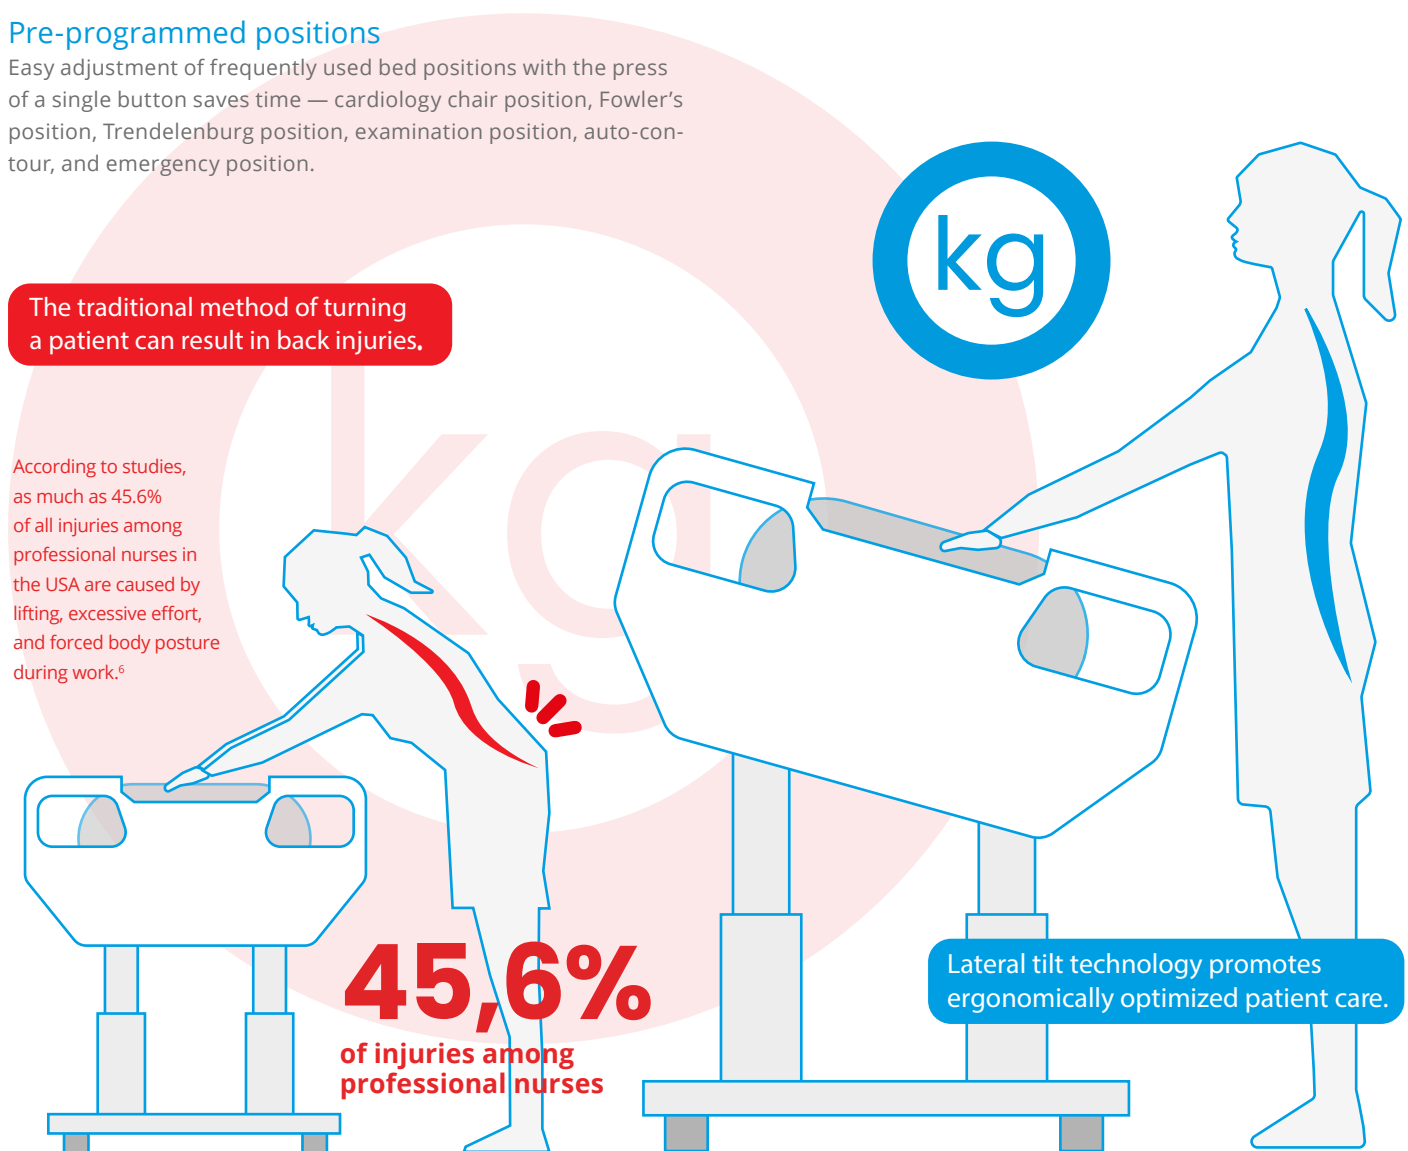 Pre-programmed positions
Easy adjustment of frequently used bed positions with the press
of a single button saves time — cardiology chair position, Fowler’s
position, Trendelenburg position, examination position, auto-con-
tour, and emergency position.
kg
The traditional method of turning
a patient can result in back injuries.
kg
According to studies,
as much as 45.6%
of all injuries among
professional nurses in
the USA are caused by
lifting, excessive effort,
and forced body posture
during work.⁶
45,6%
of injuries among
professional nurses
Lateral tilt technology promotes
ergonomically optimized patient care.